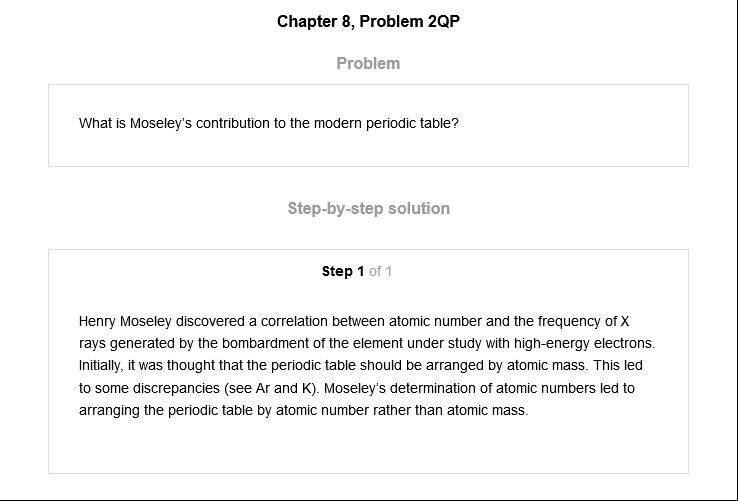 Chapter 8, Problem 2QP
Problem
What is Moseley's contribution to the modern periodic table?
Step-by-step solution
Step 1 of 1
Henry Moseley discovered a correlation between atomic number and the frequency of X
rays generated by the bombardment of the element under study with high-energy electrons.
Initially, it was thought that the periodic table should be arranged by atomic mass. This led
to some discrepancies (see Ar and K). Moseley's determination of atomic numbers led to
arranging the periodic table by atomic number rather than atomic mass.